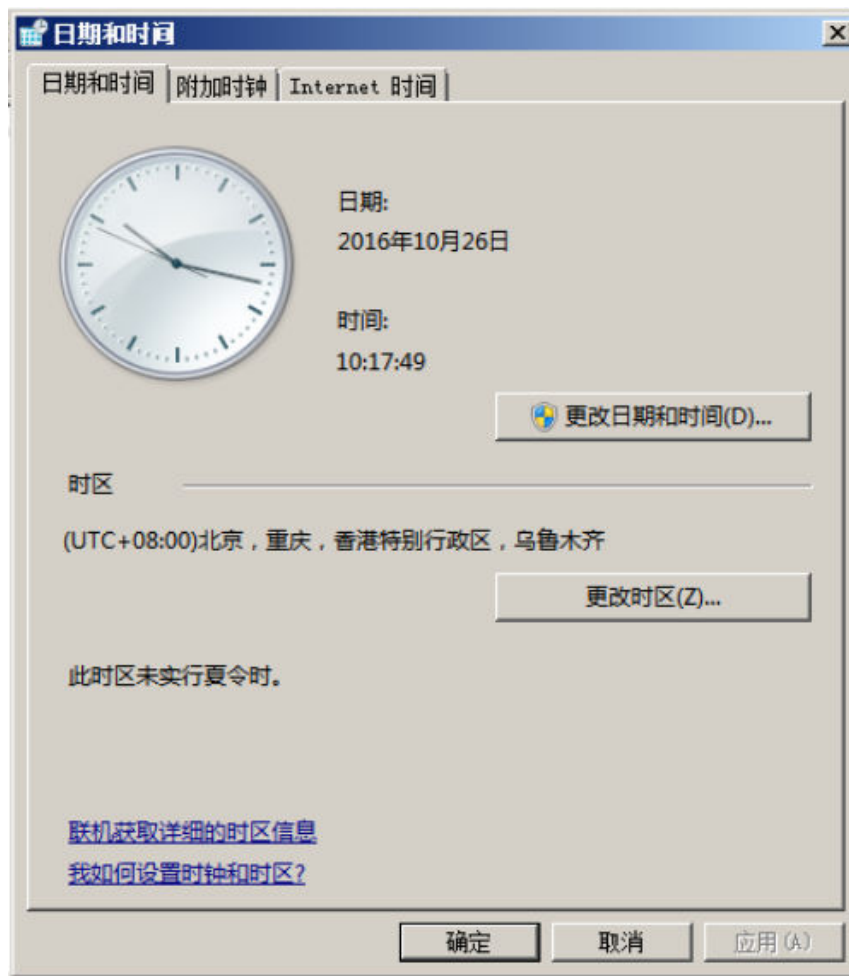 日期和时间
日期和时间 附加时钟 Internet 时间
日期:
2016年10月26日
时间:
10:17:49
更改日期和时间(D)...
时区
(UTC+08:00)北京，重庆，香港特别行政区，乌鲁木齐
更改时区(Z)...
此时区未实行夏令时。
联机获取详细的时区信息
我如何设置时钟和时区?
确定 取消 应用(A)